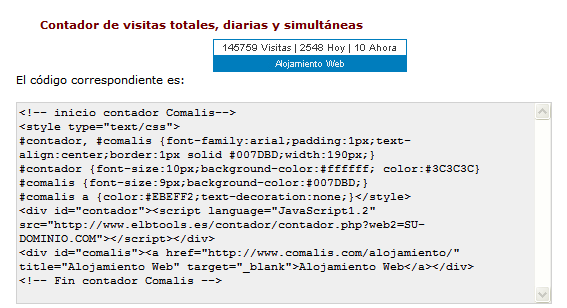 Contador de visitas totales, diarias y simultáneas
145759 Visitas | 2548 Hoy | 10 Ahora
Alojamiento Web
El código correspondiente es:
<!-- inicio contador Comalis-->
<style type="text/css">
#contador, #comalis {font-family:arial;padding:1px;text-
align:center;border:1px solid #007DBD;width:190px;}
#contador {font-size:10px;background-color:#ffffff; color:#3C3C3C}
#comalis {font-size:9px;background-color:#007DBD;}
#comalis a {color:#EBEFF2;text-decoration:none;}</style>
<div id="contador"><script language="JavaScript1.2"
src="http://www.elbtools.es/contador/contador.php?web2=SU-
DOMINIO.COM"></script></div>
<div id="comalis"><a href="http://www.comalis.com/alojamiento/"
title="Alojamiento Web" target="_blank">Alojamiento Web</a></div>
<!-- Fin contador Comalis -->